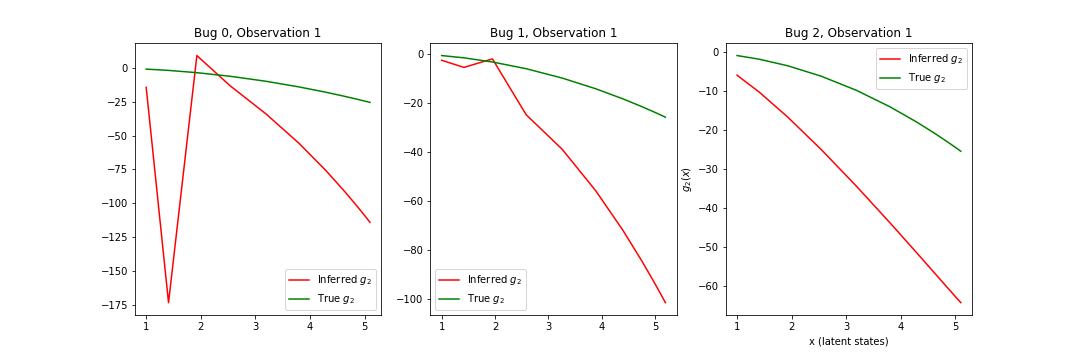 Bug 0, Observation 1
0
−25
−50
−75
−100
−125
−150
−175
1 2 3 4 5
Inferred g₂
True g₂
Bug 1, Observation 1
0
−20
−40
−60
−80
−100
1 2 3 4 5
Inferred g₂
True g₂
Bug 2, Observation 1
g₂(x)
0
−10
−20
−30
−40
−50
−60
1 2 3 4 5
x (latent states)
Inferred g₂
True g₂